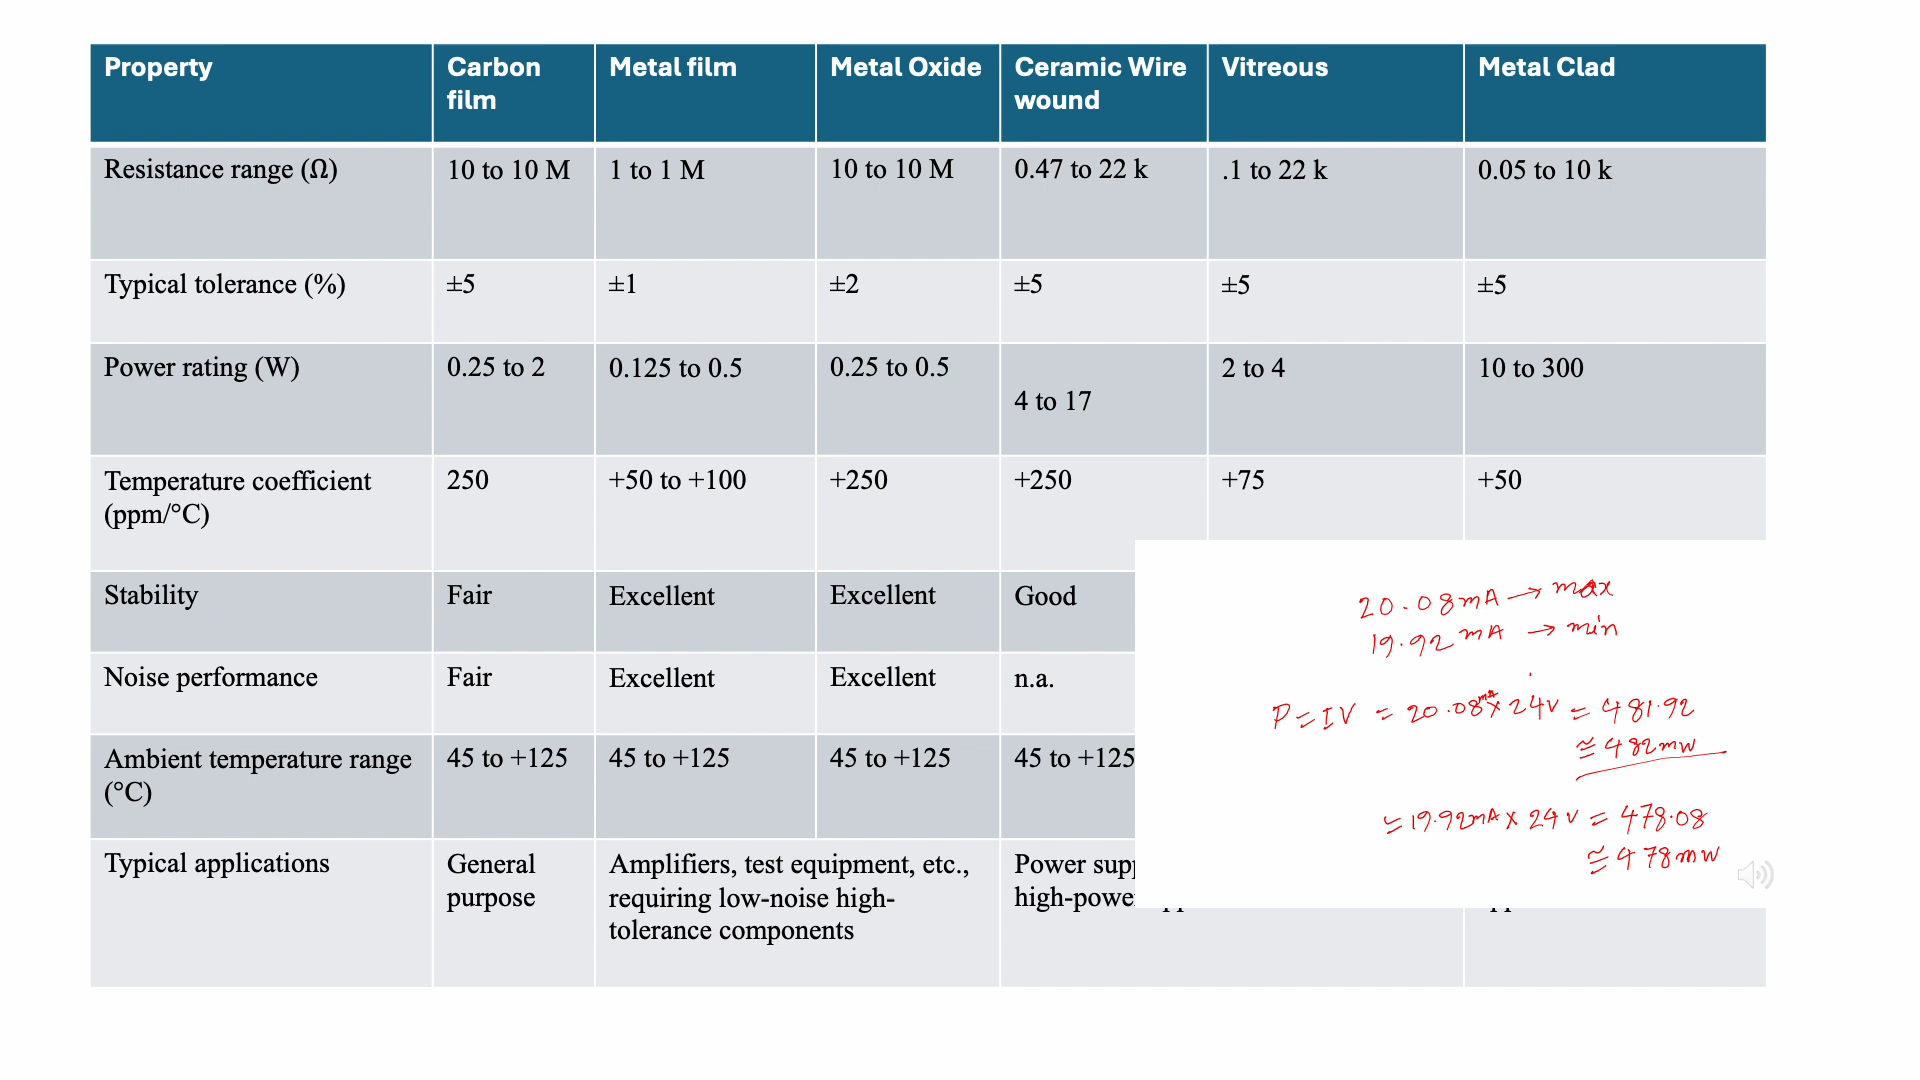 Property
Carbon
film
Metal film
Metal Oxide
Ceramic Wire
wound
Vitreous
Metal Clad
Resistance range (Ω)
10 to 10 M
1 to 1 M
10 to 10 M
0.47 to 22 k
.1 to 22 k
0.05 to 10 k
Typical tolerance (%)
±5
±1
±2
±5
±5
±5
Power rating (W)
0.25 to 2
0.125 to 0.5
0.25 to 0.5
4 to 17
2 to 4
10 to 300
Temperature coefficient
(ppm/°C)
250
+50 to +100
+250
+250
+75
+50
Stability
Fair
Excellent
Excellent
Good
Noise performance
Fair
Excellent
Excellent
n.a.
Ambient temperature range
(°C)
45 to +125
45 to +125
45 to +125
45 to +125
Typical applications
General
purpose
Amplifiers, test equipment, etc.,
requiring low-noise high-
tolerance components
Power
high-power
20.08mA → max
19.92mA → min
P=IV = 20.08mA x 24V = 481.92
≅ 482mW
= 19.92mA x 24V = 478.08
≅ 478mW